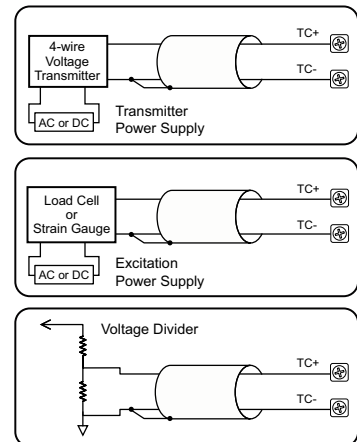 4-wire
Voltage
Transmitter
TC+
TC-
AC or DC
Transmitter
Power Supply
Load Cell
or
Strain Gauge
TC+
TC-
AC or DC
Excitation
Power Supply
Voltage Divider
TC+
TC-